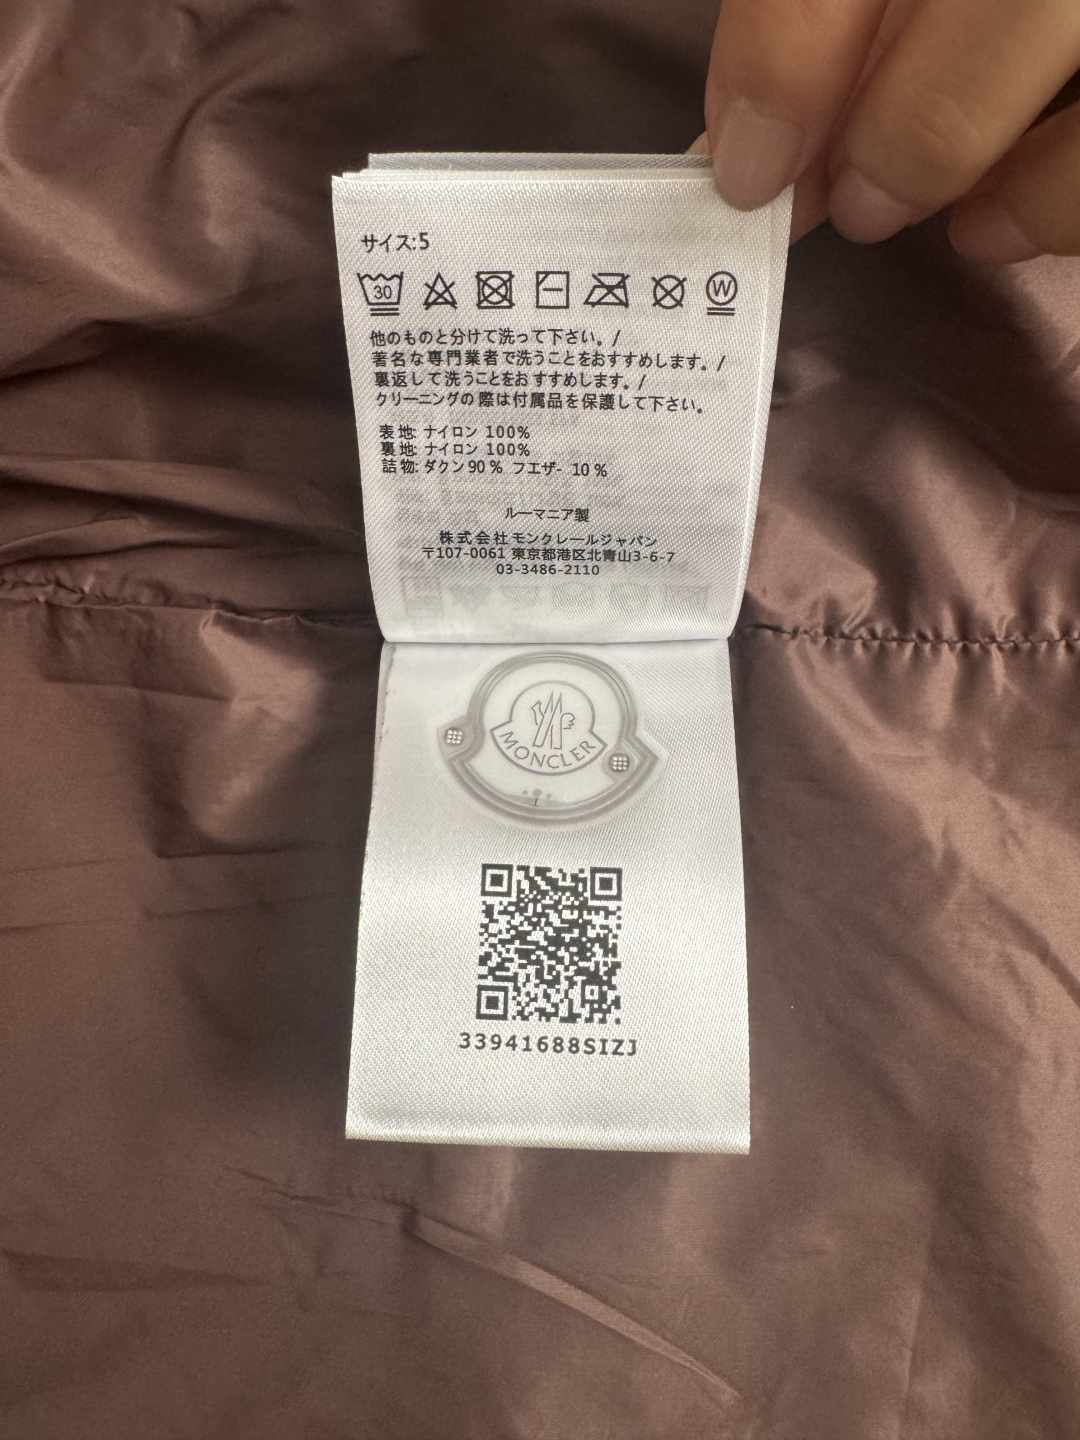 サイス:5
30
W
他のものと分けて洗って下さい。/
著名な専門業者で洗うことをおすすめします。/
裏返して洗うことをおすすめします。/
クリーニングの際は付属品を保護して下さい。
表地: ナイロン 100%
裏地: ナイロン 100%
詰物: ダクン 90% フエザ- 10%
ルーマニア製
株式会社モンクレールジャパン
〒107-0061 東京都港区北青山3-6-7
03-3486-2110
MONCLER
33941688SIZJ